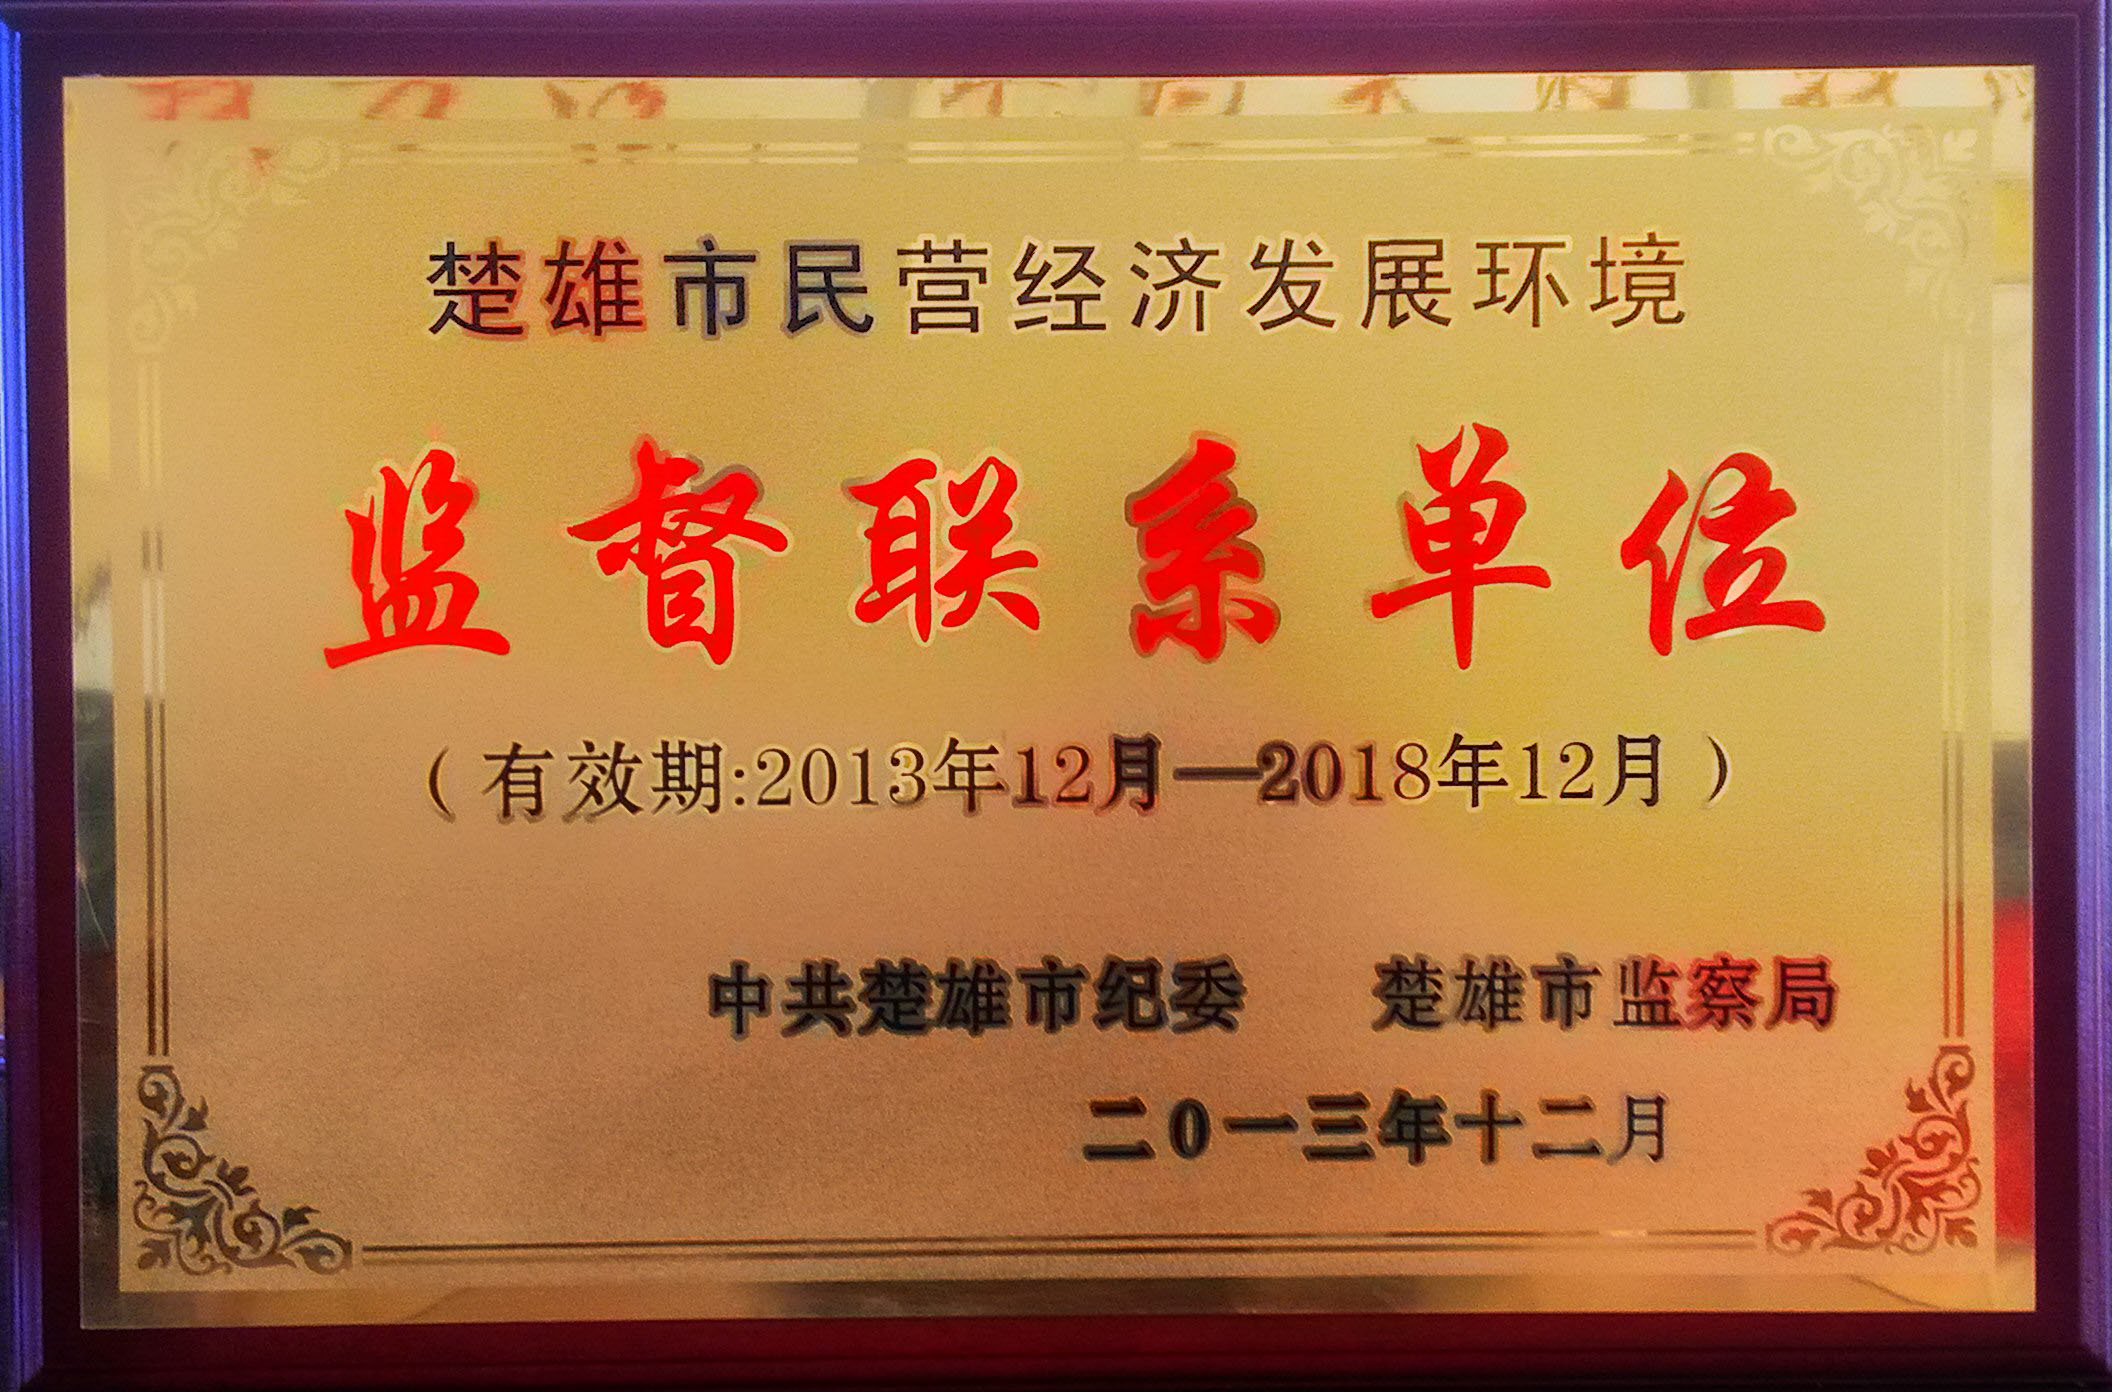 楚雄市民营经济发展环境
监督联系单位
（有效期:2013年12月—2018年12月）
中共楚雄市纪委 楚雄市监察局
二0一三年十二月